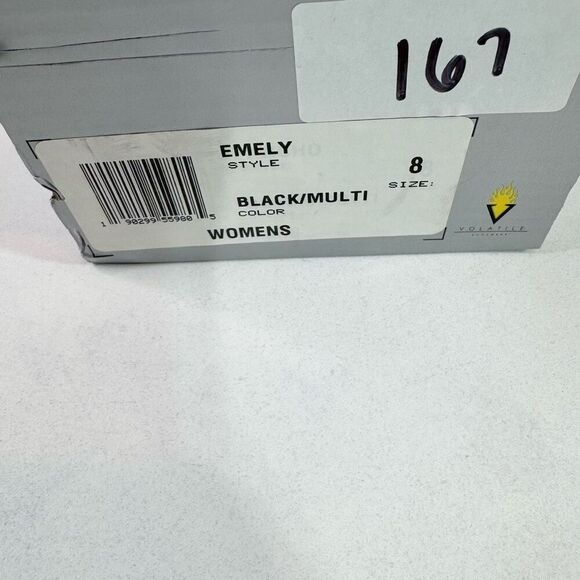 167
EMELY
STYLE
8
SIZE:
BLACK/MULTI
COLOR
1 90299 55980 5
WOMENS
VOLATILE